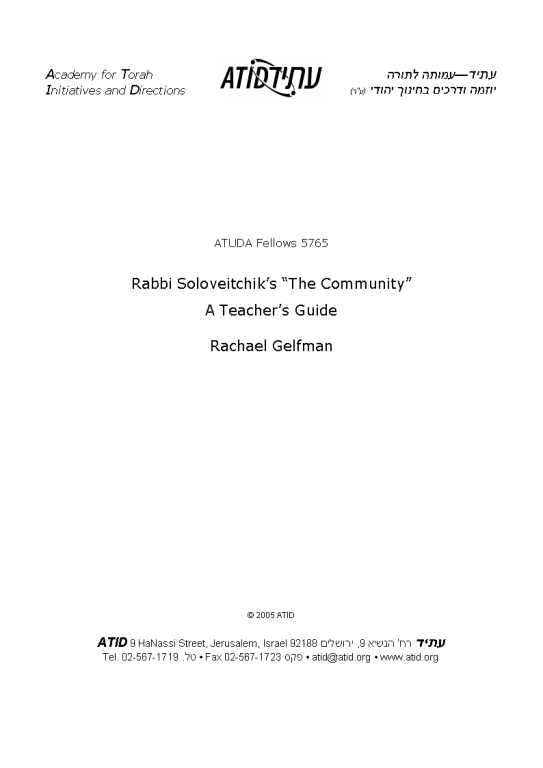 Academy for Torah
Initiatives and Directions
ATID עתיד
עתיד—עמותה לתורה
יוזמה ודרכים בחינוך יהודי (ע"ר)
ATUDA Fellows 5765
Rabbi Soloveitchik's “The Community”
A Teacher's Guide
Rachael Gelfman
© 2005 ATID
ATID 9 HaNassi Street, Jerusalem, Israel 92188 רח' הנשיא 9, ירושלים עתיד
Tel. 02-567-1719 טל. • Fax 02-567-1723 פקס • atid@atid.org • www.atid.org